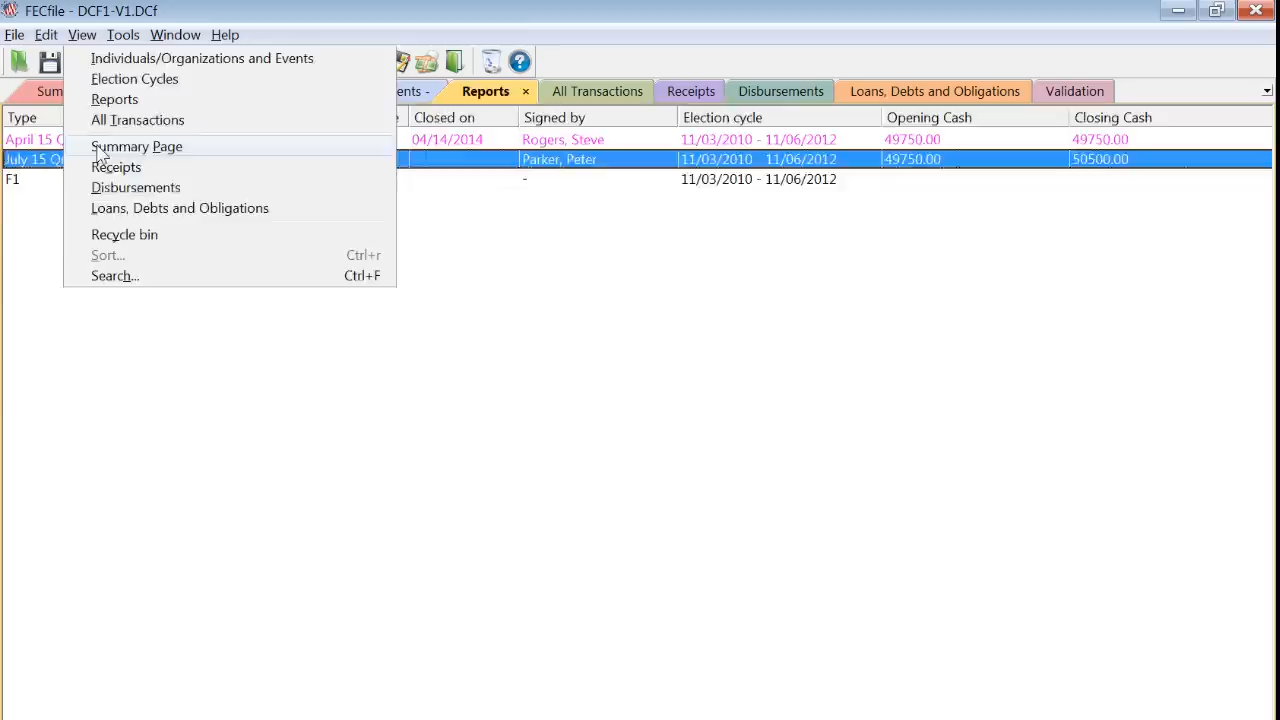 FECfile - DCF1-V1.DCf
File Edit View Tools Window Help
Individuals/Organizations and Events
Election Cycles
Reports
All Transactions
Summary Page
Receipts
Disbursements
Loans, Debts and Obligations
Recycle bin
Sort... Ctrl+r
Search... Ctrl+F
Reports × All Transactions Receipts Disbursements Loans, Debts and Obligations Validation
Type Closed on Signed by Election cycle Opening Cash Closing Cash
April 15 04/14/2014 Rogers, Steve 11/03/2010 - 11/06/2012 49750.00 49750.00
July 15 Parker, Peter 11/03/2010 11/06/2012 49750.00 50500.00
F1 - 11/03/2010 - 11/06/2012